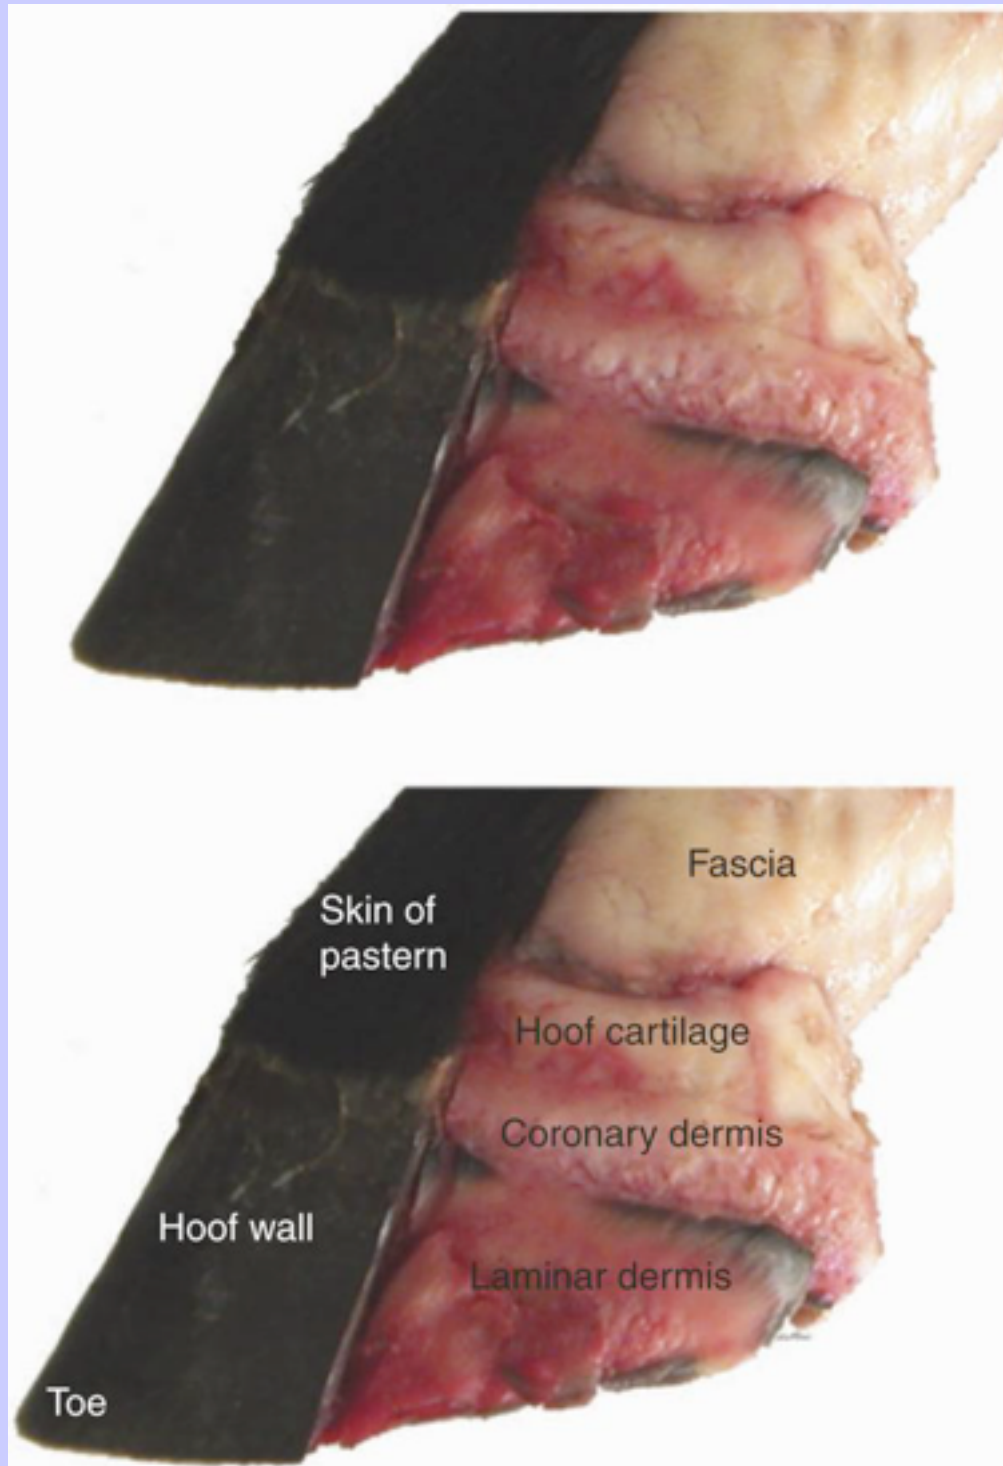 Fascia
Skin of
pastern
Hoof cartilage
Coronary dermis
Hoof wall
Laminar dermis
Toe